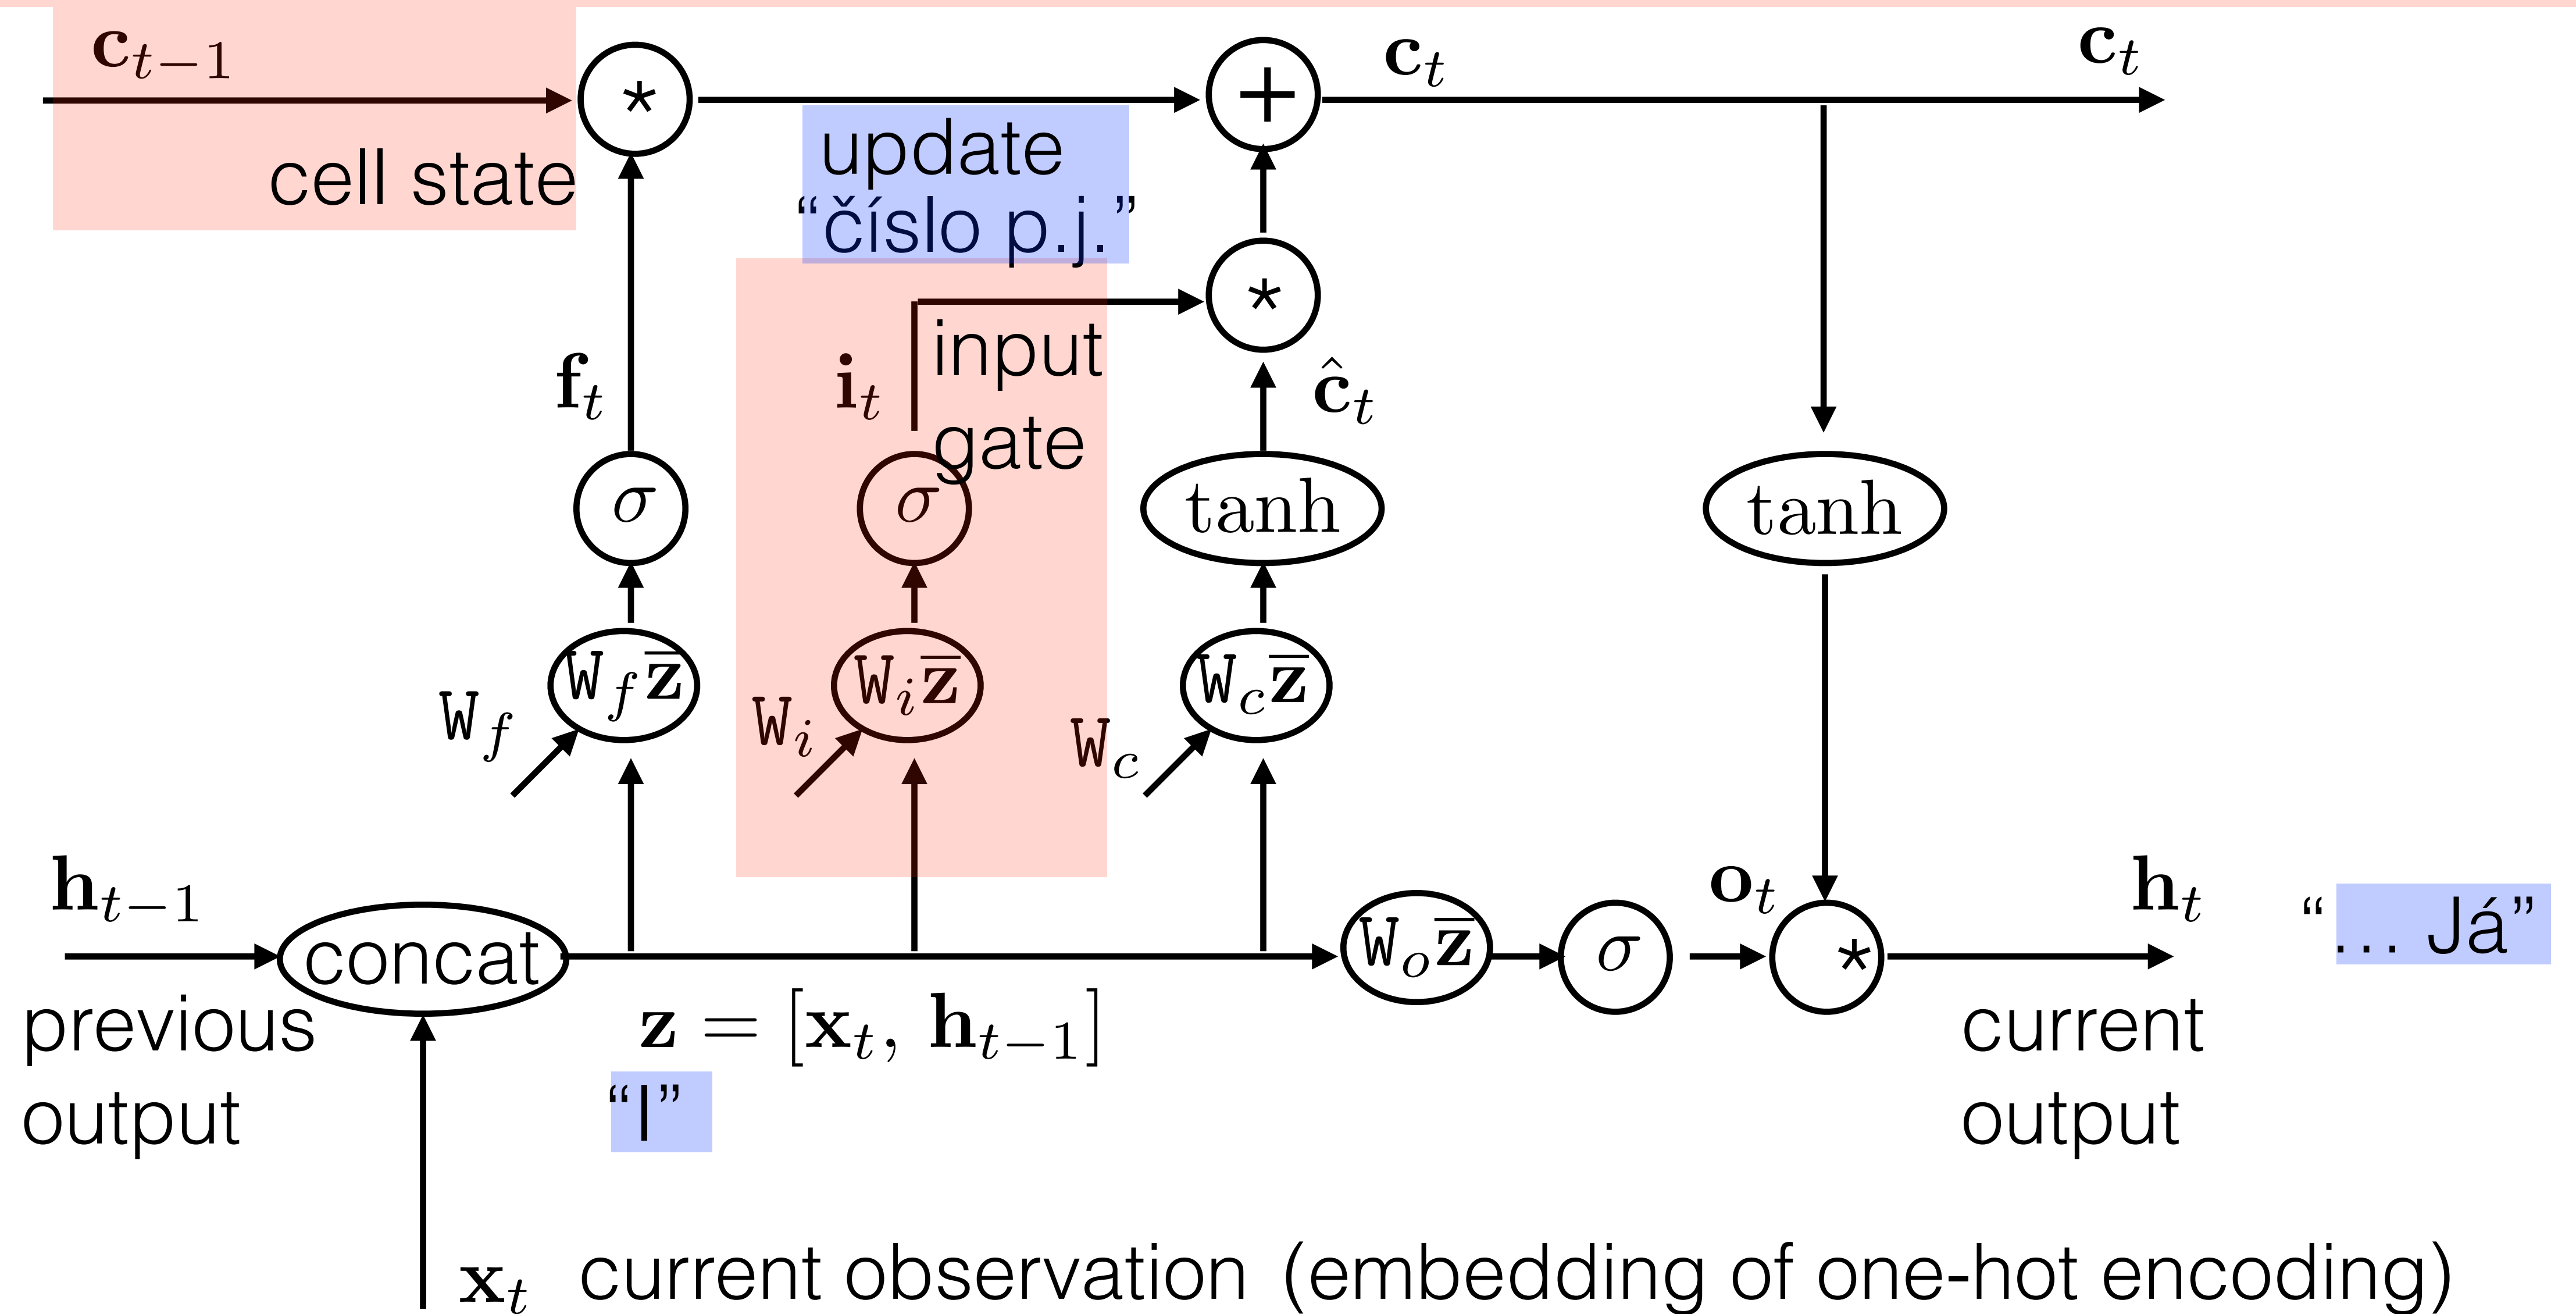 c_{t-1}
c_t
c_t
*
+
cell state
update
“číslo p.j.”
*
f_t
i_t
input
gate
ĉ_t
σ
σ
tanh
tanh
W_f z̅
W_i z̅
W_c z̅
W_f
W_i
W_c
h_{t-1}
o_t
h_t
“… Já”
concat
W_o z̅
σ
*
previous
output
z = [x_t, h_{t-1}]
“I”
current
output
x_t current observation (embedding of one-hot encoding)